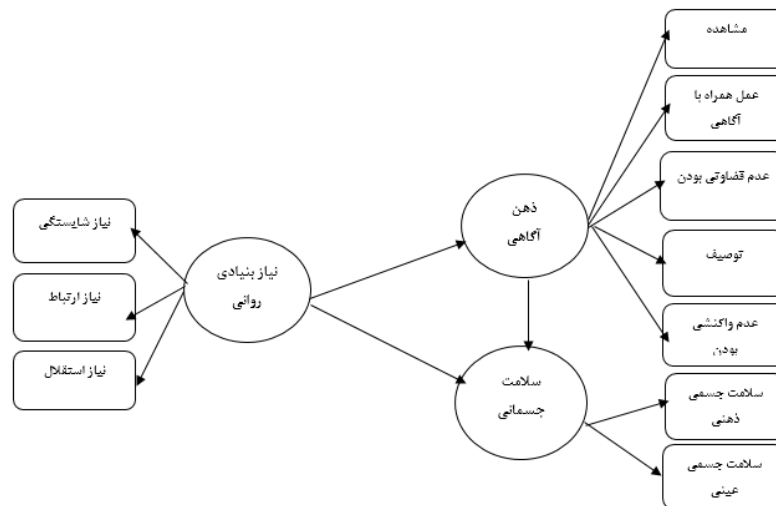 مشاهده
عمل همراه با
آگاهی
عدم قضاوتی بودن
توصیف
عدم واکنشی
بودن
ذهن
آگاهی
نیاز شایستگی
نیاز ارتباط
نیاز استقلال
نیاز بنیادی
روانی
سلامت
جسمانی
سلامت جسمی
ذهنی
سلامت جسمی
عینی